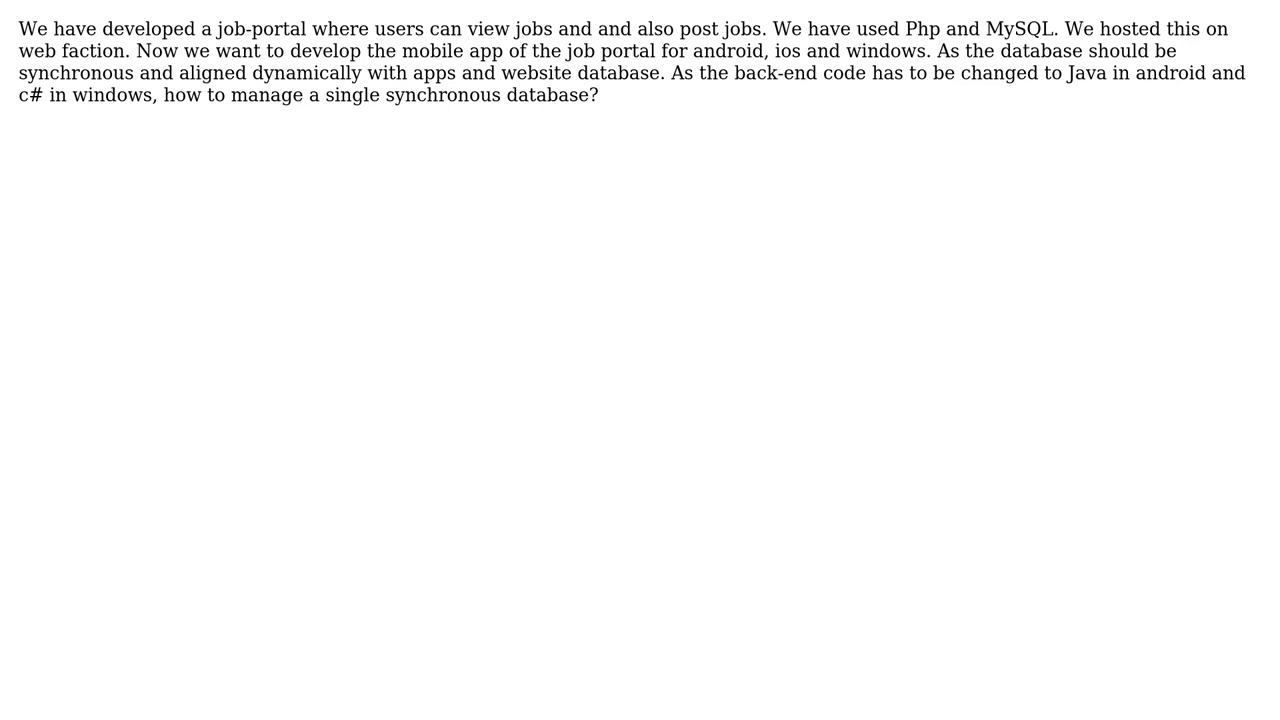 We have developed a job-portal where users can view jobs and and also post jobs. We have used Php and MySQL. We hosted this on
web faction. Now we want to develop the mobile app of the job portal for android, ios and windows. As the database should be
synchronous and aligned dynamically with apps and website database. As the back-end code has to be changed to Java in android and
c# in windows, how to manage a single synchronous database?